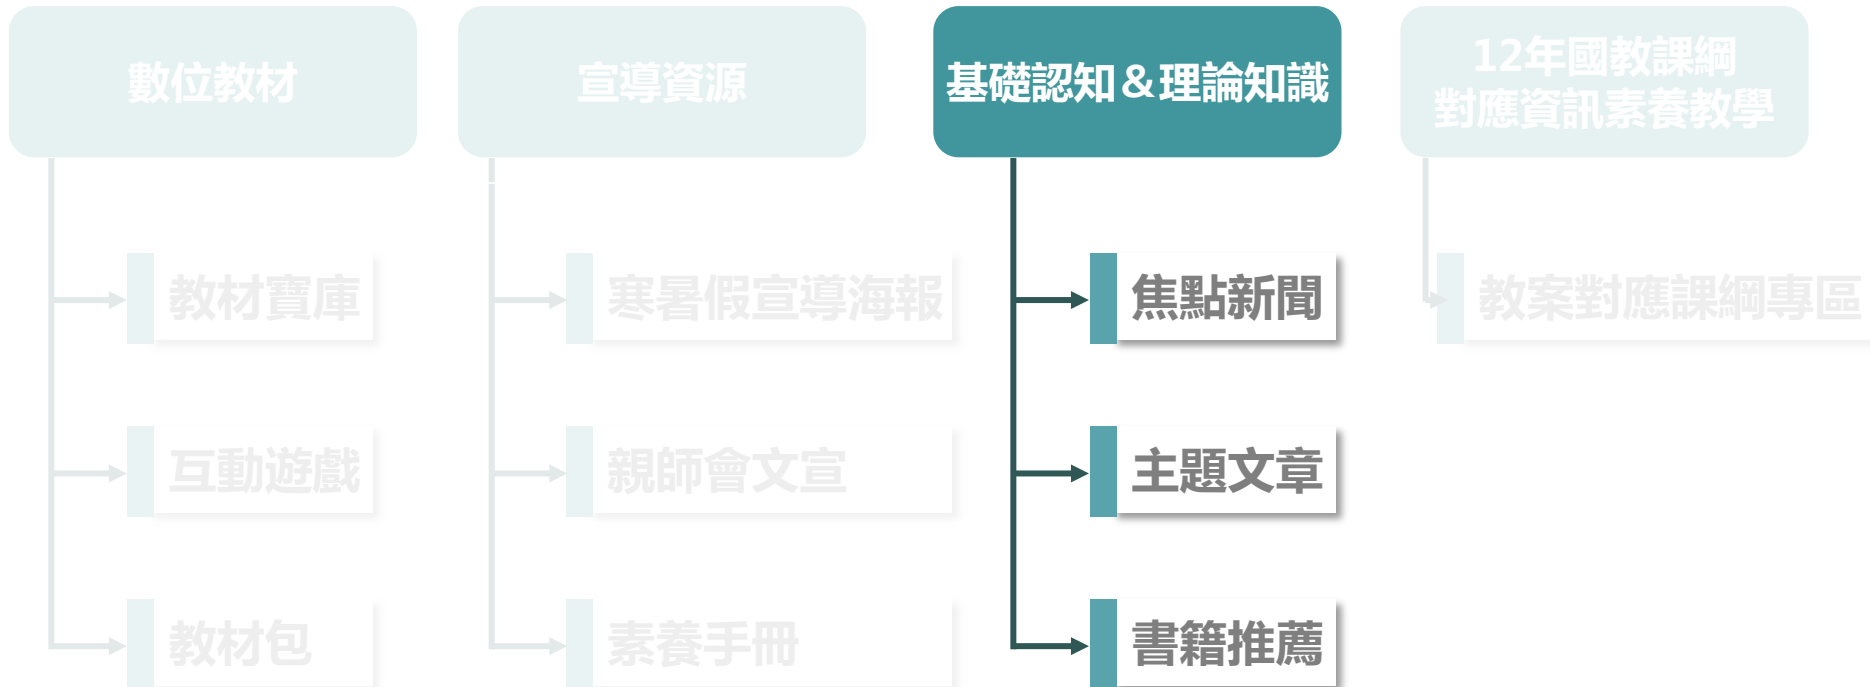 數位教材
宣導資源
基礎認知&理論知識
12年國教課綱
對應資訊素養教學
教材寶庫
寒暑假宣導海報
焦點新聞
教案對應課綱專區
互動遊戲
親師會文宣
主題文章
教材包
素養手冊
書籍推薦